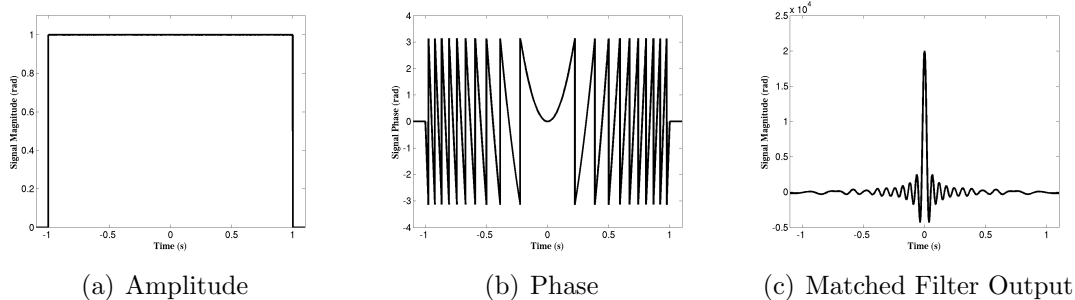 Signal Magnitude (rad)
1
0.8
0.6
0.4
0.2
0
-1 -0.5 0 0.5 1
Time (s)
(a) Amplitude
Signal Phase (rad)
4
3
2
1
0
-1
-2
-3
-4
-1 -0.5 0 0.5 1
Time (s)
(b) Phase
x 10^4
Signal Magnitude (rad)
2.5
2
1.5
1
0.5
0
-0.5
-1 -0.5 0 0.5 1
Time (s)
(c) Matched Filter Output